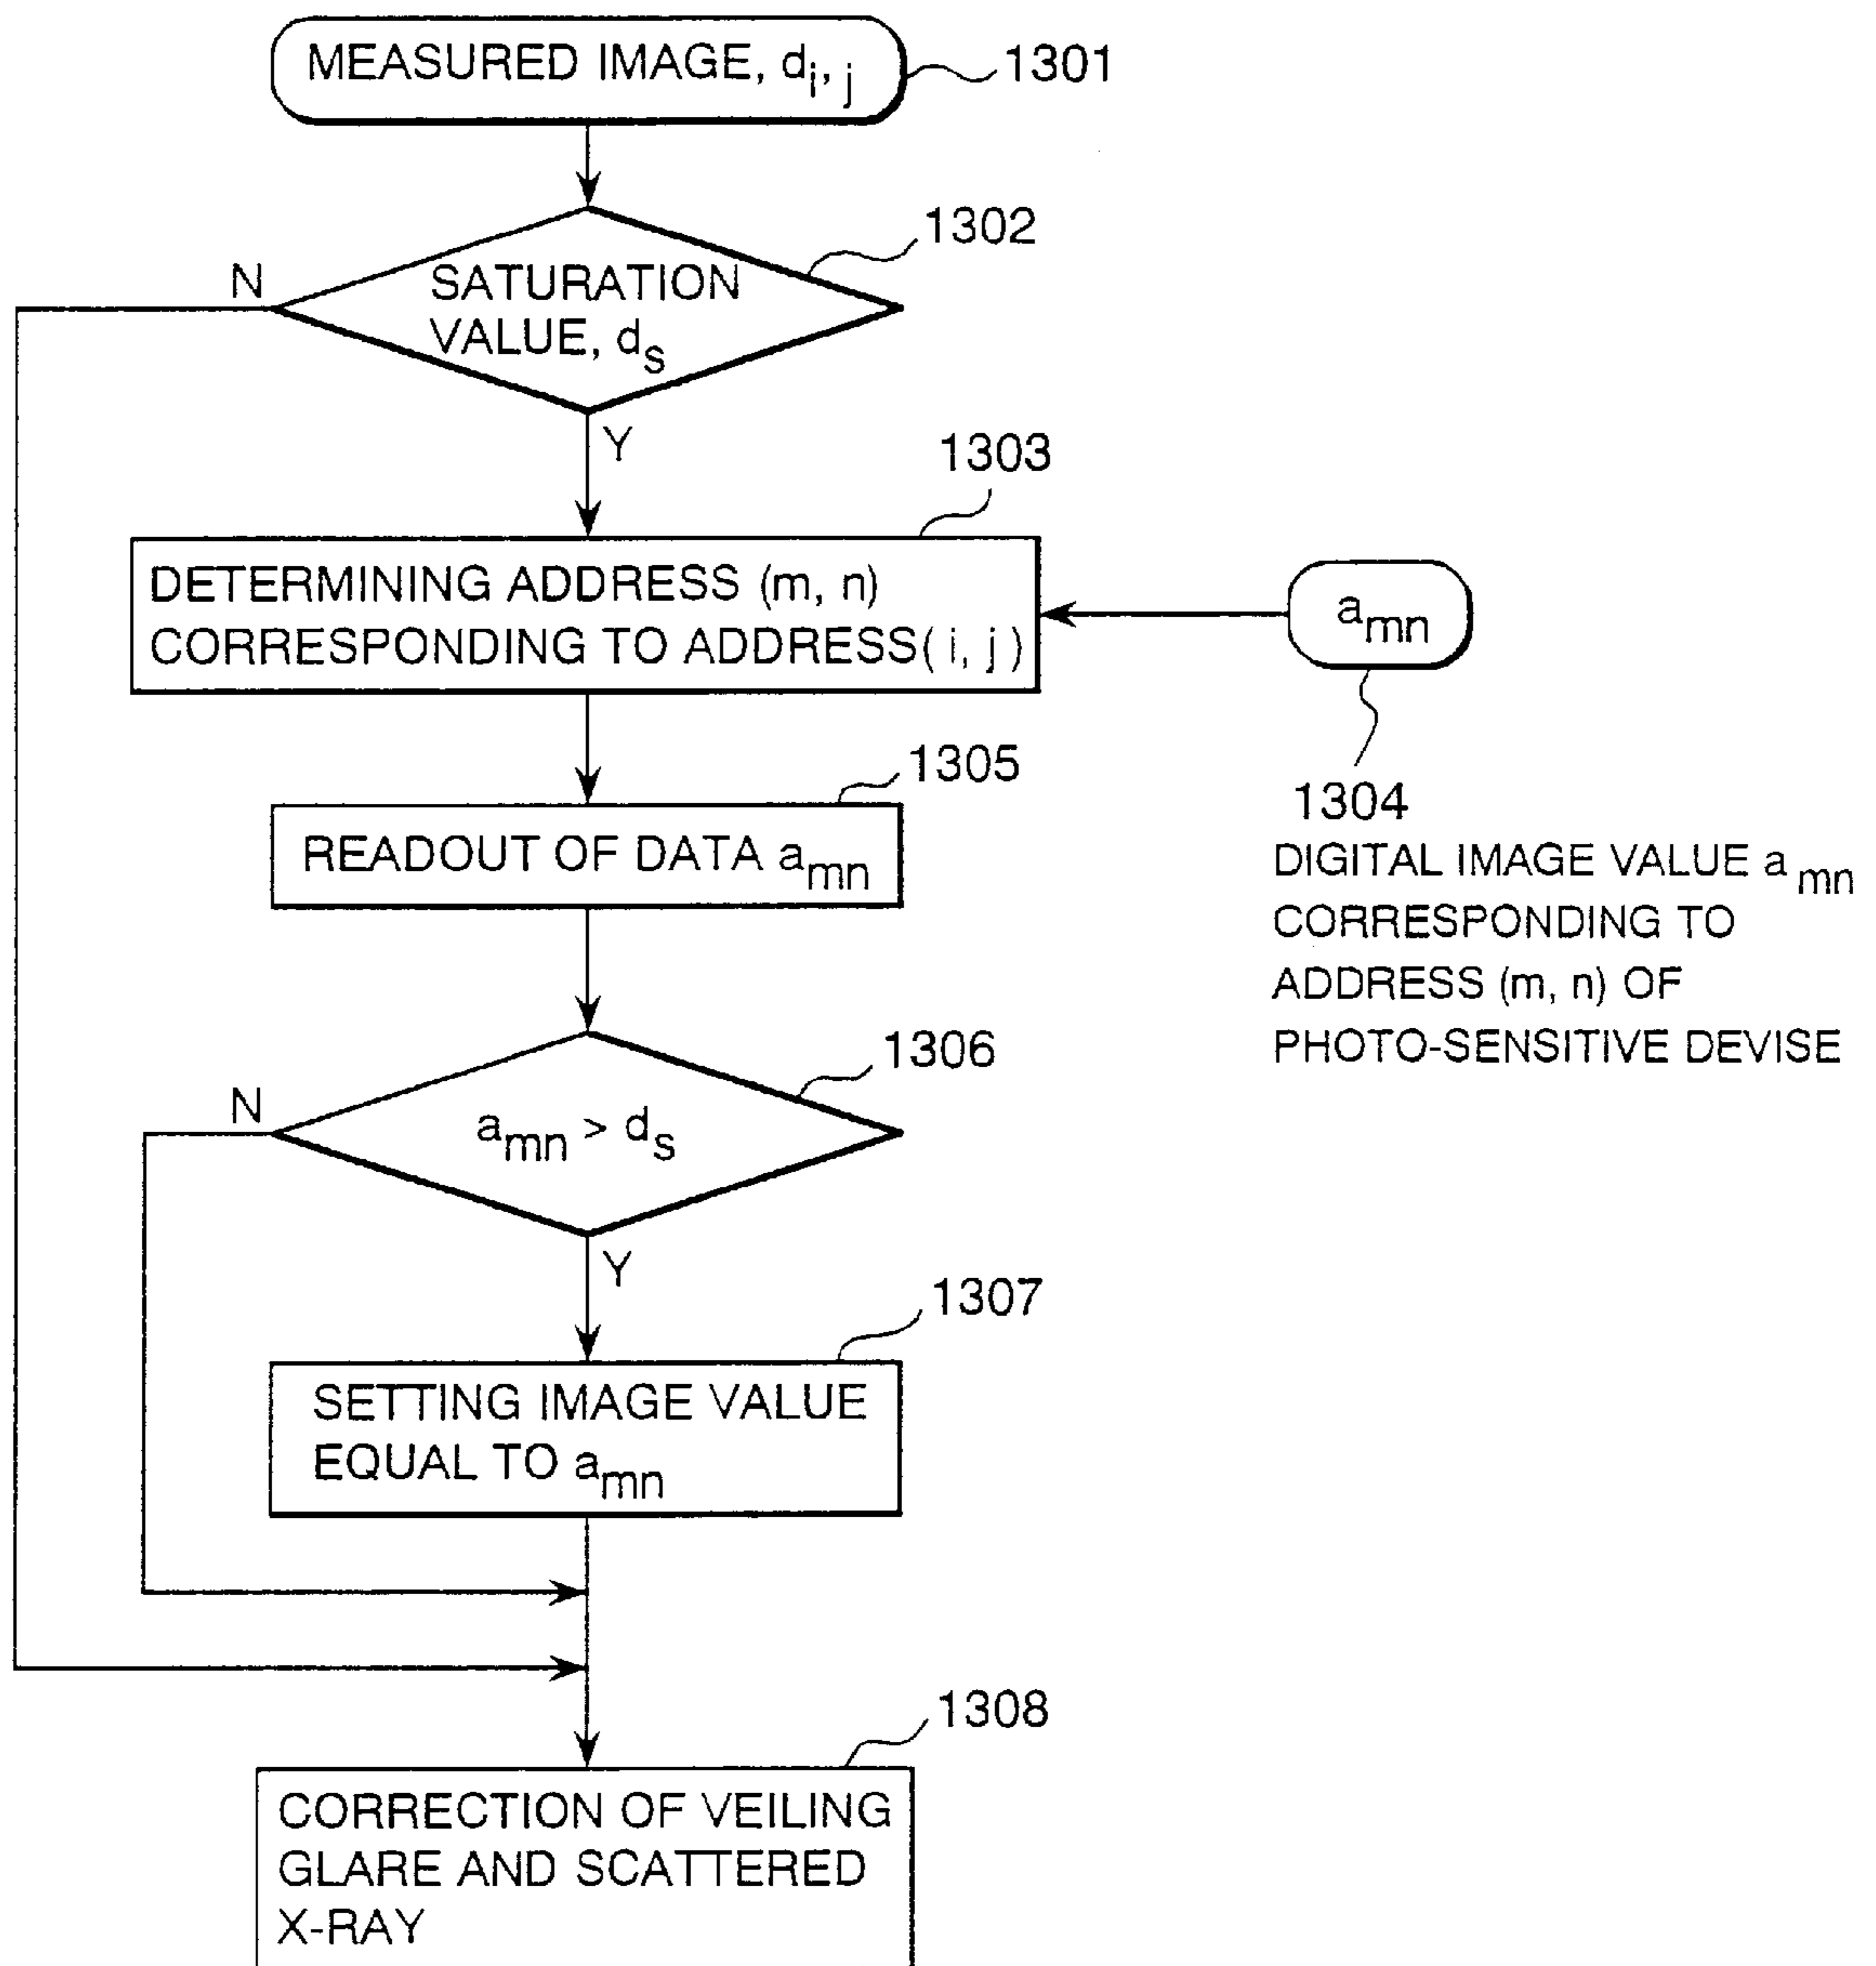 MEASURED IMAGE, di, j
1301
1302
N
SATURATION
VALUE, ds
Y
1303
DETERMINING ADDRESS (m, n)
CORRESPONDING TO ADDRESS( i, j )
amn
1304
DIGITAL IMAGE VALUE amn
CORRESPONDING TO
ADDRESS (m, n) OF
PHOTO-SENSITIVE DEVISE
1305
READOUT OF DATA amn
1306
N
amn > ds
Y
1307
SETTING IMAGE VALUE
EQUAL TO amn
1308
CORRECTION OF VEILING
GLARE AND SCATTERED
X-RAY